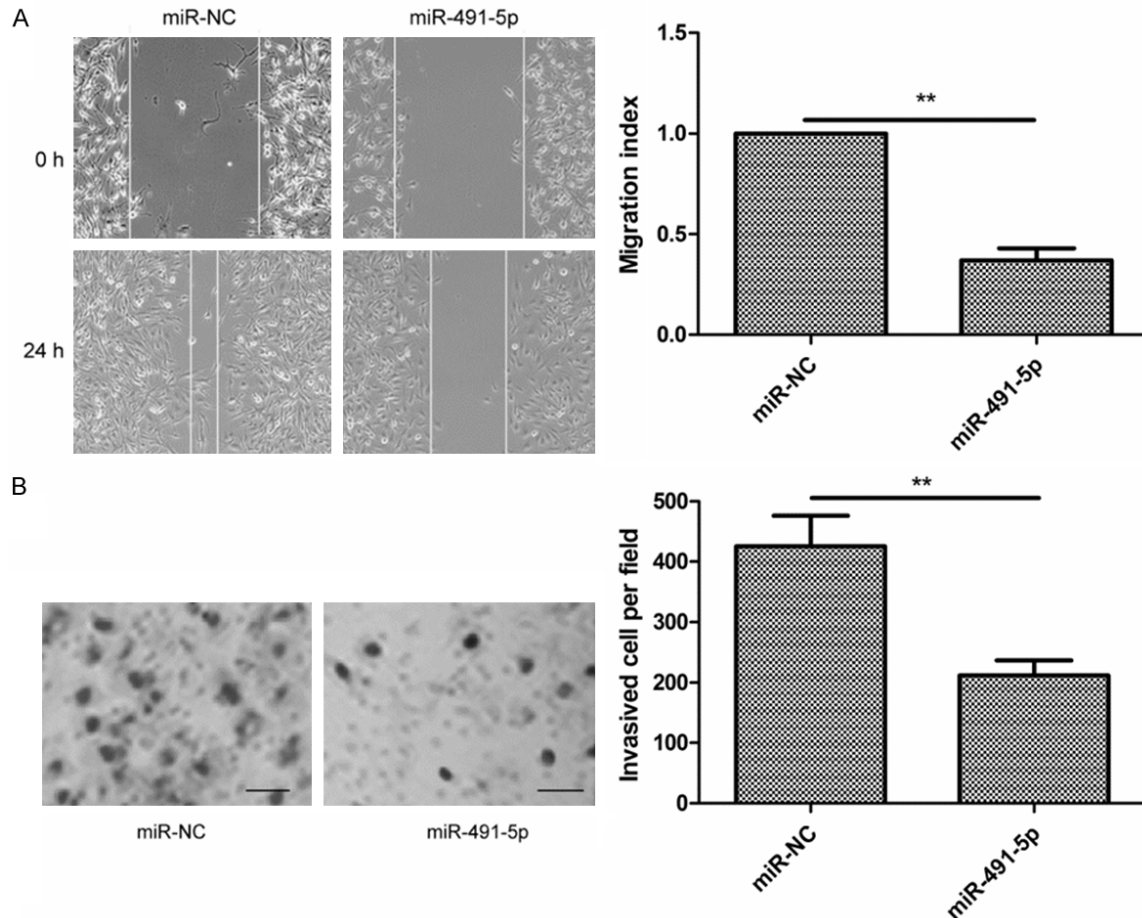 A
miR-NC
miR-491-5p
0 h
24 h
Migration index
1.5
1.0
0.5
0.0
**
miR-NC
miR-491-5p
B
miR-NC
miR-491-5p
Invasived cell per field
500
400
300
200
100
0
**
miR-NC
miR-491-5p